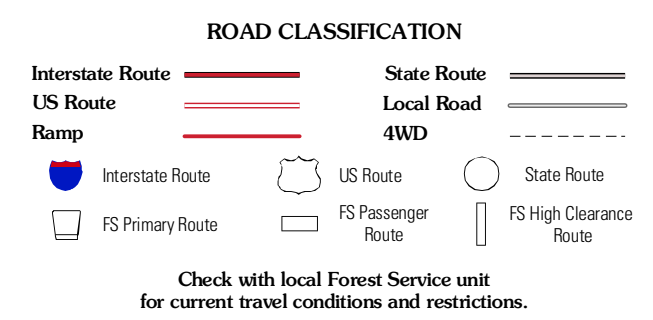 ROAD CLASSIFICATION
Interstate Route
State Route
US Route
Local Road
Ramp
4WD
Interstate Route
US Route
State Route
FS Primary Route
FS Passenger
Route
FS High Clearance
Route
Check with local Forest Service unit
for current travel conditions and restrictions.